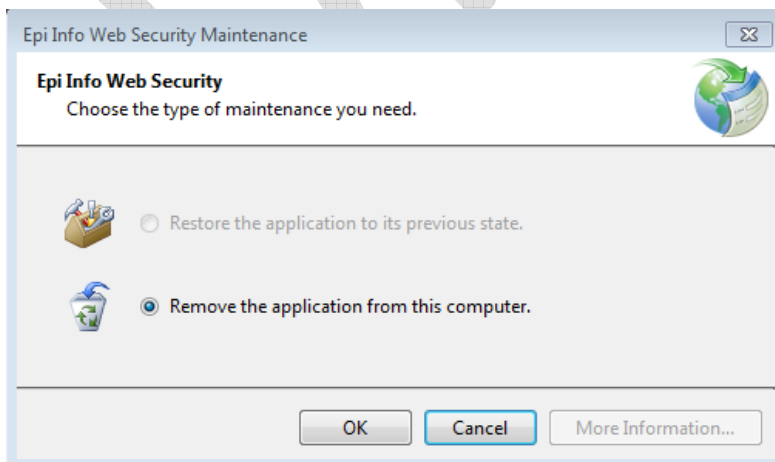 Epi Info Web Security Maintenance
Epi Info Web Security
Choose the type of maintenance you need.
Restore the application to its previous state.
Remove the application from this computer.
OK Cancel More Information...